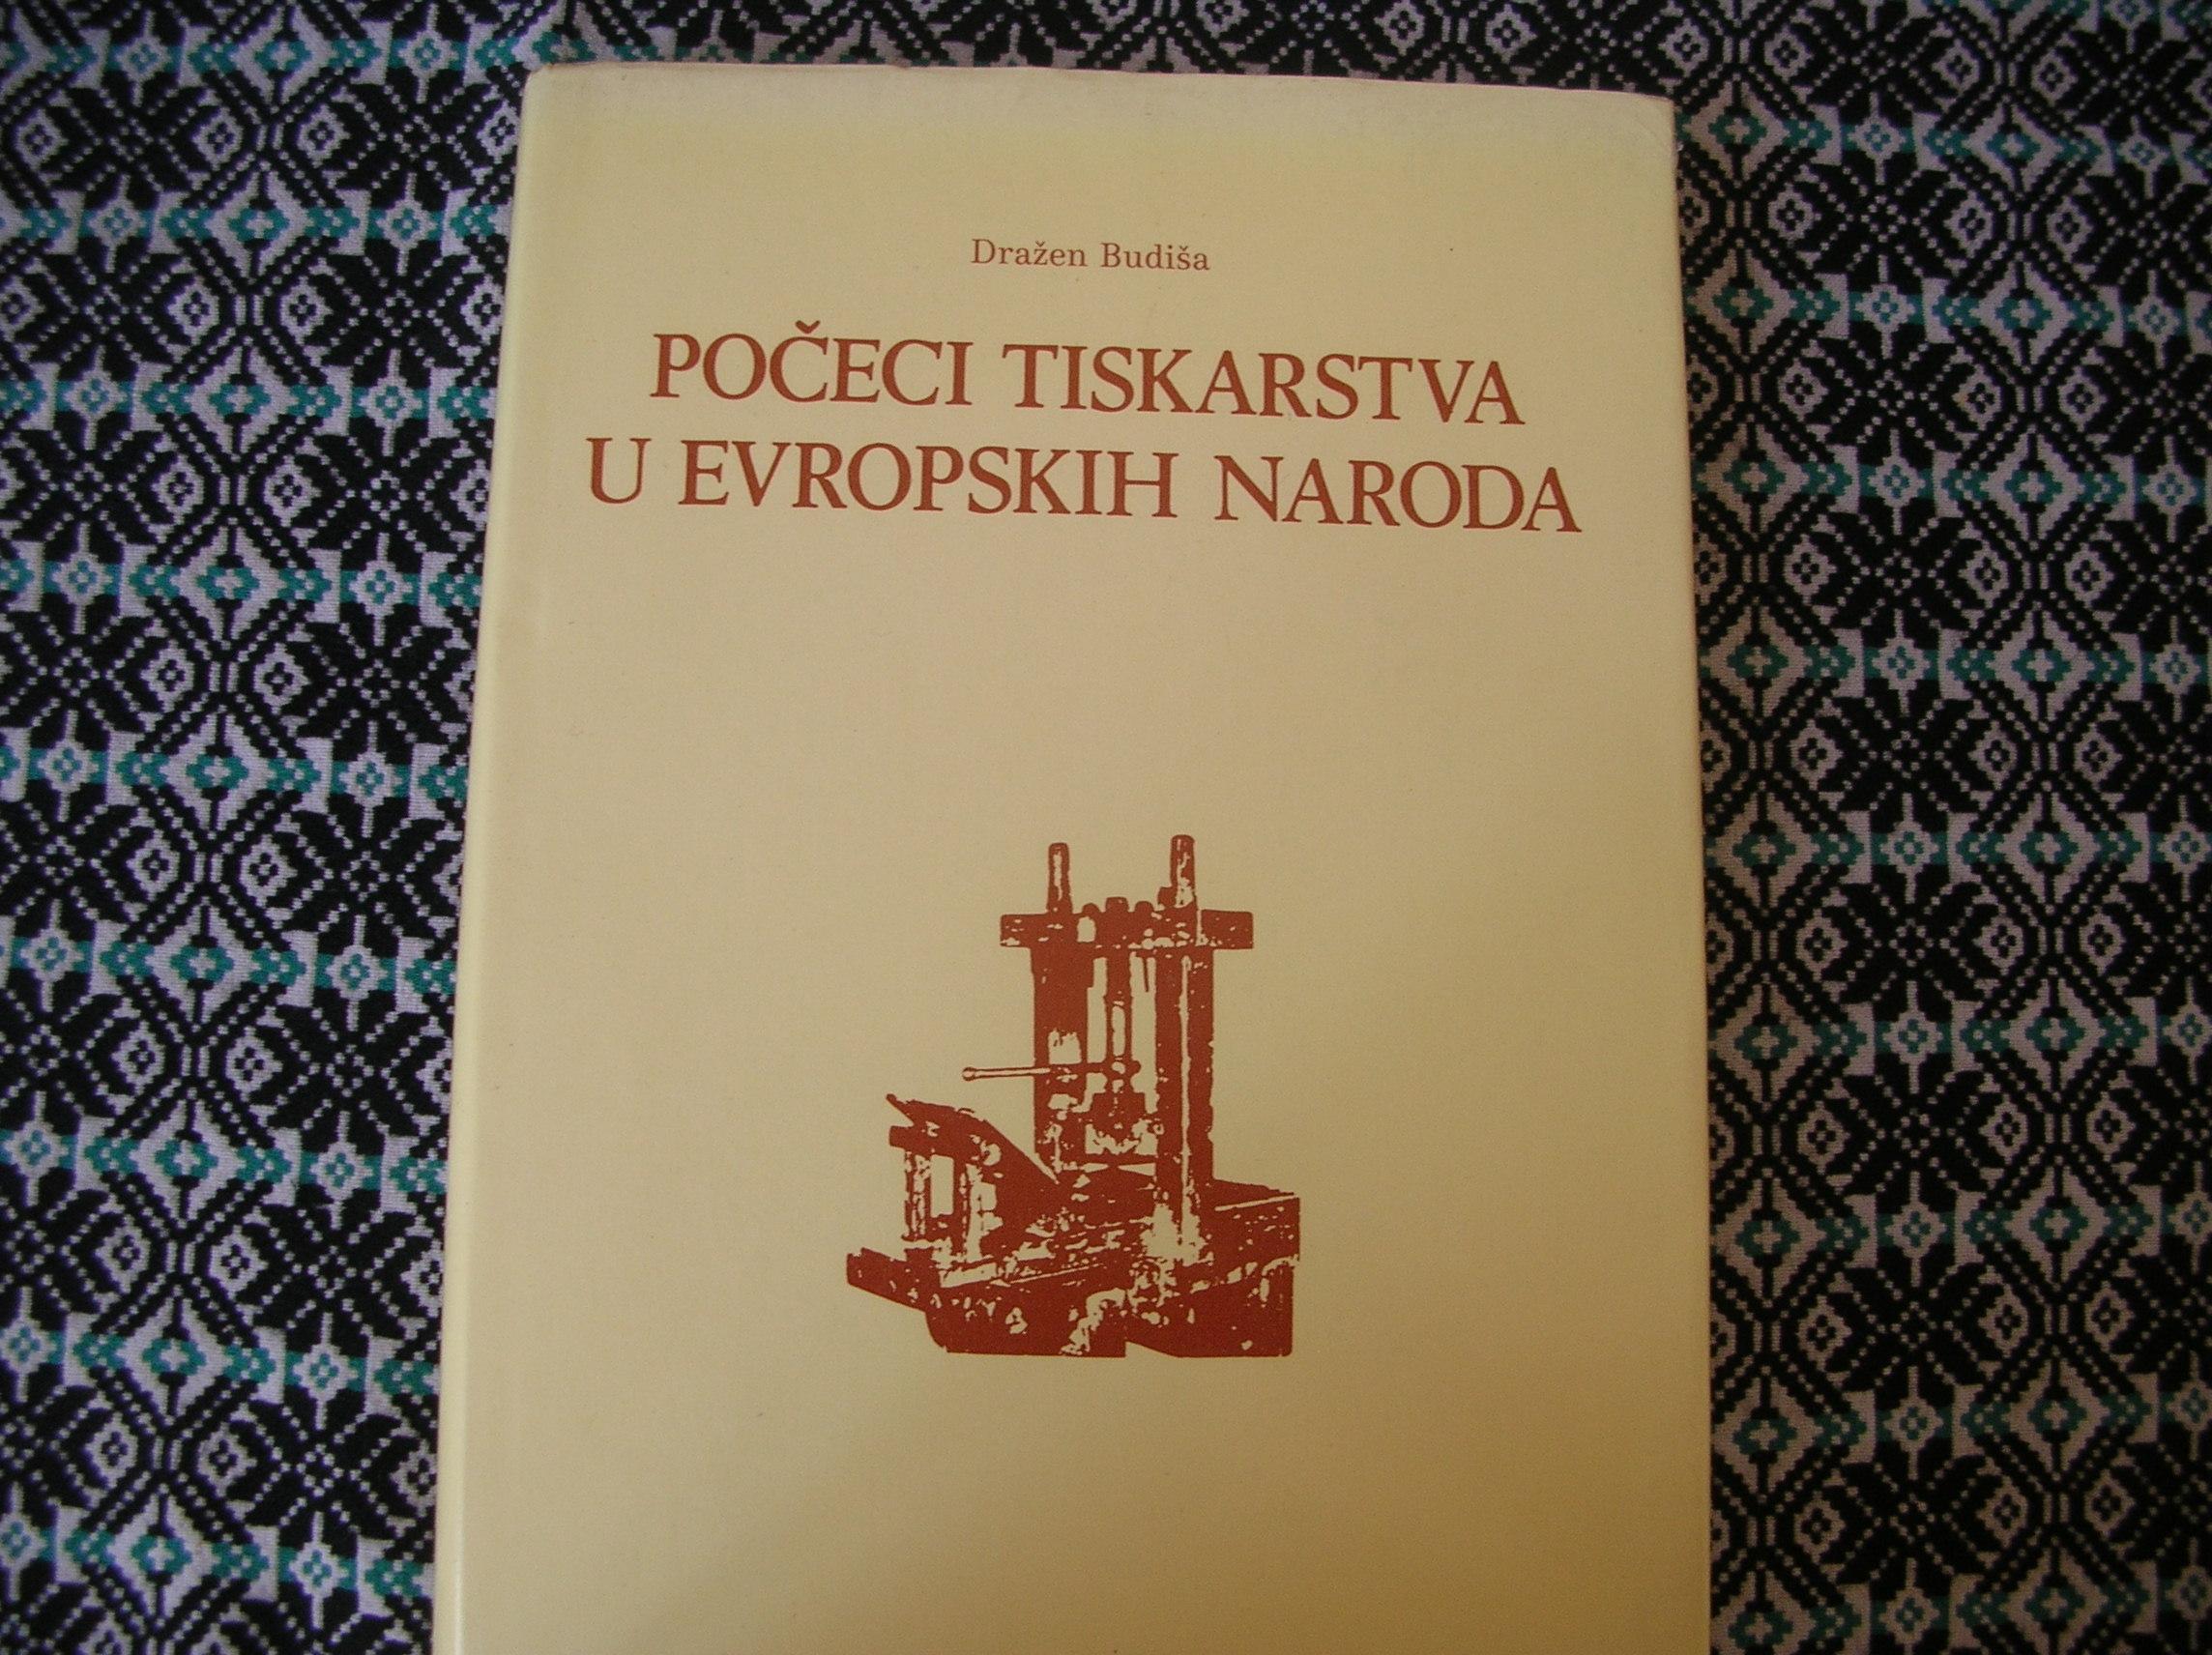 Dražen Budiša
POČECI TISKARSTVA
U EVROPSKIH NARODA